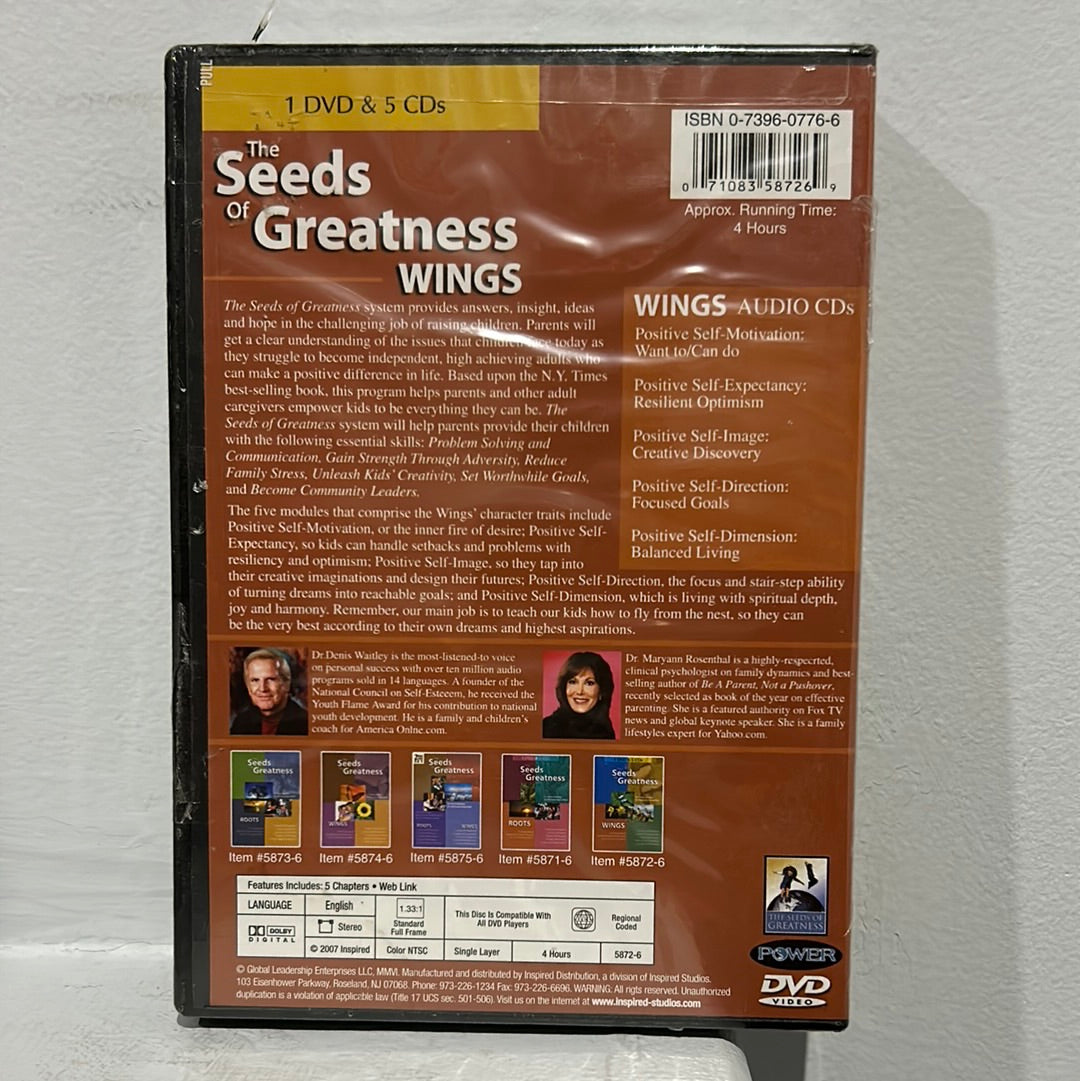 PULL
1 DVD & 5 CDs
ISBN 0-7396-0776-6
0 71083 58726 9
Approx. Running Time:
4 Hours
The
Seeds
Of Greatness
WINGS
The Seeds of Greatness system provides answers, insight, ideas
and hope in the challenging job of raising children. Parents will
get a clear understanding of the issues that children face today as
they struggle to become independent, high achieving adults who
can make a positive difference in life. Based upon the N.Y. Times
best-selling book, this program helps parents and other adult
caregivers empower kids to be everything they can be. The
Seeds of Greatness system will help parents provide their children
with the following essential skills: Problem Solving and
Communication, Gain Strength Through Adversity, Reduce
Family Stress, Unleash Kids' Creativity, Set Worthwhile Goals,
and Become Community Leaders.
The five modules that comprise the Wings' character traits include
Positive Self-Motivation, or the inner fire of desire; Positive Self-
Expectancy, so kids can handle setbacks and problems with
resiliency and optimism; Positive Self-Image, so they tap into
their creative imaginations and design their futures; Positive Self-Direction, the focus and stair-step ability
of turning dreams into reachable goals; and Positive Self-Dimension, which is living with spiritual depth,
joy and harmony. Remember, our main job is to teach our kids how to fly from the nest, so they can
be the very best according to their own dreams and highest aspirations.
WINGS AUDIO CDs
Positive Self-Motivation:
Want to/Can do
Positive Self-Expectancy:
Resilient Optimism
Positive Self-Image:
Creative Discovery
Positive Self-Direction:
Focused Goals
Positive Self-Dimension:
Balanced Living
Dr.Denis Waitley is the most-listened-to voice
on personal success with over ten million audio
programs sold in 14 languages. A founder of the
National Council on Self-Esteeem, he received the
Youth Flame Award for his contribution to national
youth development. He is a family and children's
coach for America Onlne.com.
Dr. Maryann Rosenthal is a highly-respecrted,
clinical psychologist on family dynamics and best-
selling author of Be A Parent, Not a Pushover,
recently selected as book of the year on effective
parenting. She is a featured authority on Fox TV
news and global keynote speaker. She is a family
lifestyles expert for Yahoo.com.
Seeds
Greatness
ROOTS
Seeds
Greatness
WINGS
Seeds
Greatness
ROOTS WINGS
Seeds
Greatness
ROOTS
Seeds
Greatness
WINGS
Item #5873-6
Item #5874-6
Item #5875-6
Item #5871-6
Item #5872-6
Features Includes: 5 Chapters • Web Link
LANGUAGE
English
1.33:1
Standard
Full Frame
This Disc Is Compatible With
All DVD Players
Regional
Coded
DOLBY
DIGITAL
Stereo
© 2007 Inspired
Color NTSC
Single Layer
4 Hours
5872-6
THE SEEDS OF
GREATNESS
POWER
DVD
VIDEO
© Global Leadership Enterprises LLC, MMVI. Manufactured and distributed by Inspired Distribution, a division of Inspired Studios.
103 Eisenhower Parkway, Roseland, NJ 07068. Phone: 973-226-1234 Fax: 973-226-6696. WARNING: All rigts reserved. Unauthorized
duplication is a violation of applicable law (Title 17 UCS sec. 501-506). Visit us on the internet at www.inspired-studios.com